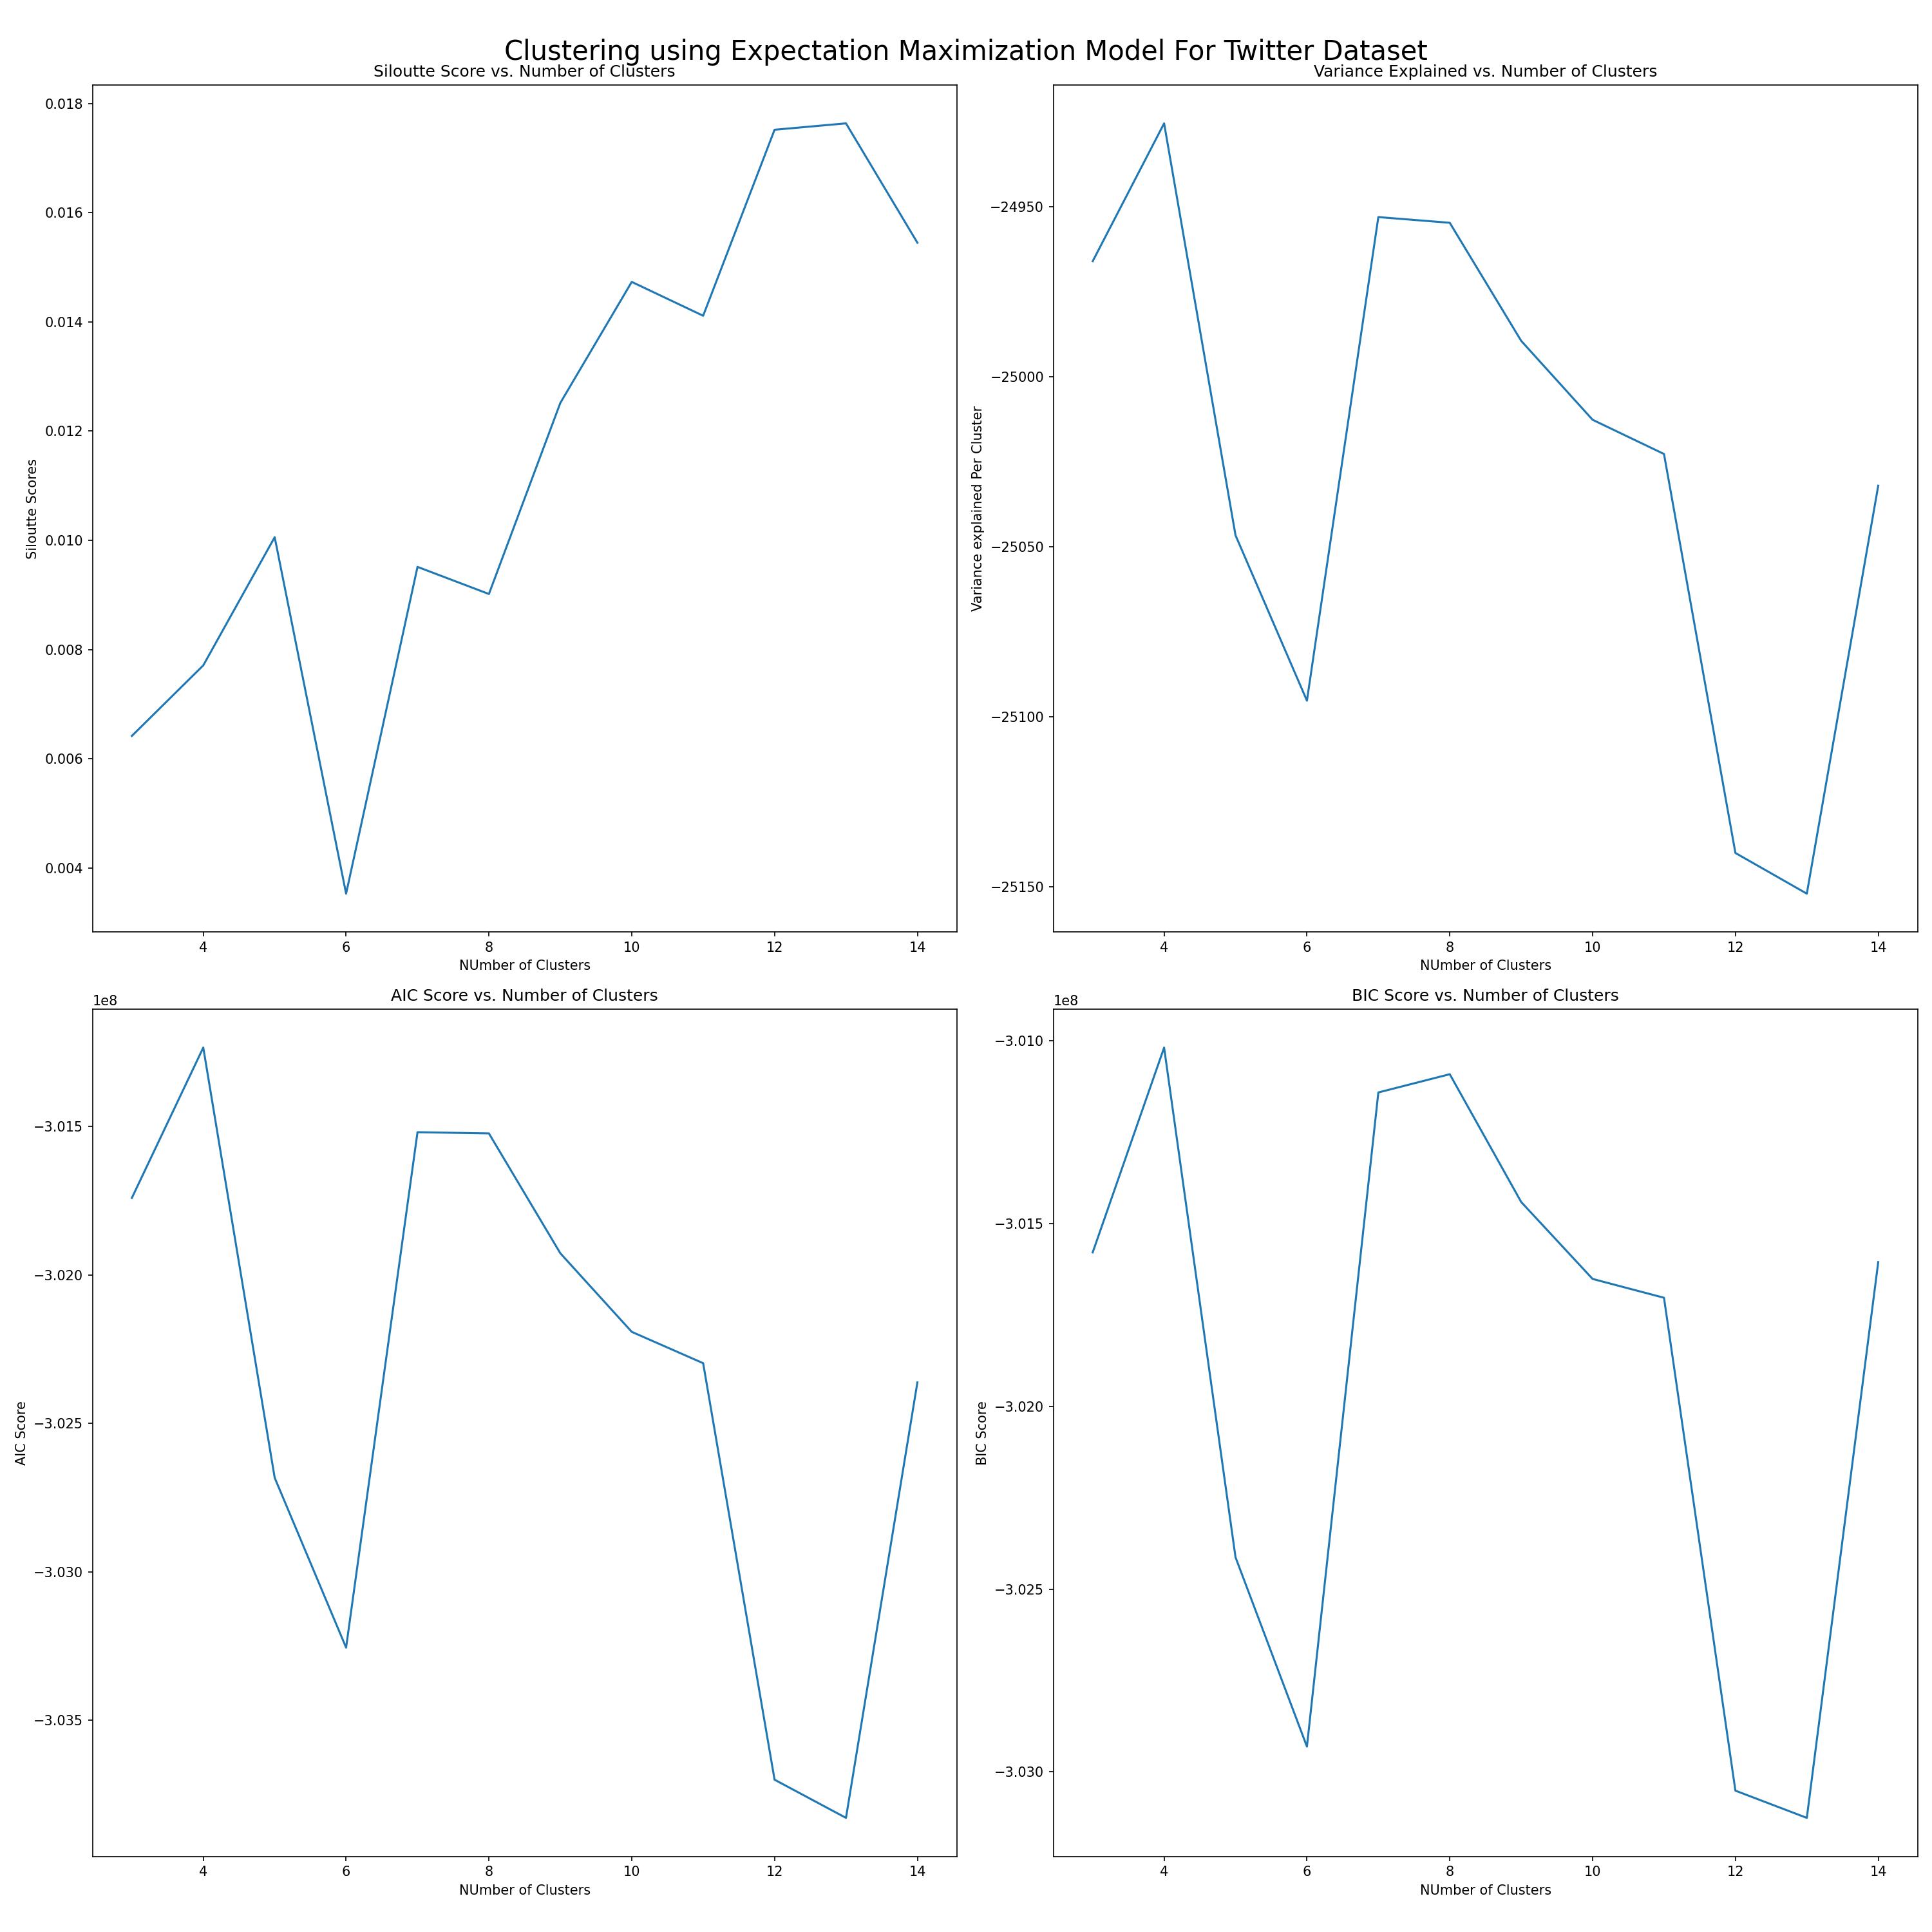 Clustering using Expectation Maximization Model For Twitter Dataset
Siloutte Score vs. Number of Clusters
Siloutte Scores
0.018
0.016
0.014
0.012
0.010
0.008
0.006
0.004
4 6 8 10 12 14
NUmber of Clusters
Variance Explained vs. Number of Clusters
Variance explained Per Cluster
−24950
−25000
−25050
−25100
−25150
4 6 8 10 12 14
NUmber of Clusters
AIC Score vs. Number of Clusters
1e8
AIC Score
−3.015
−3.020
−3.025
−3.030
−3.035
4 6 8 10 12 14
NUmber of Clusters
BIC Score vs. Number of Clusters
1e8
BIC Score
−3.010
−3.015
−3.020
−3.025
−3.030
4 6 8 10 12 14
NUmber of Clusters